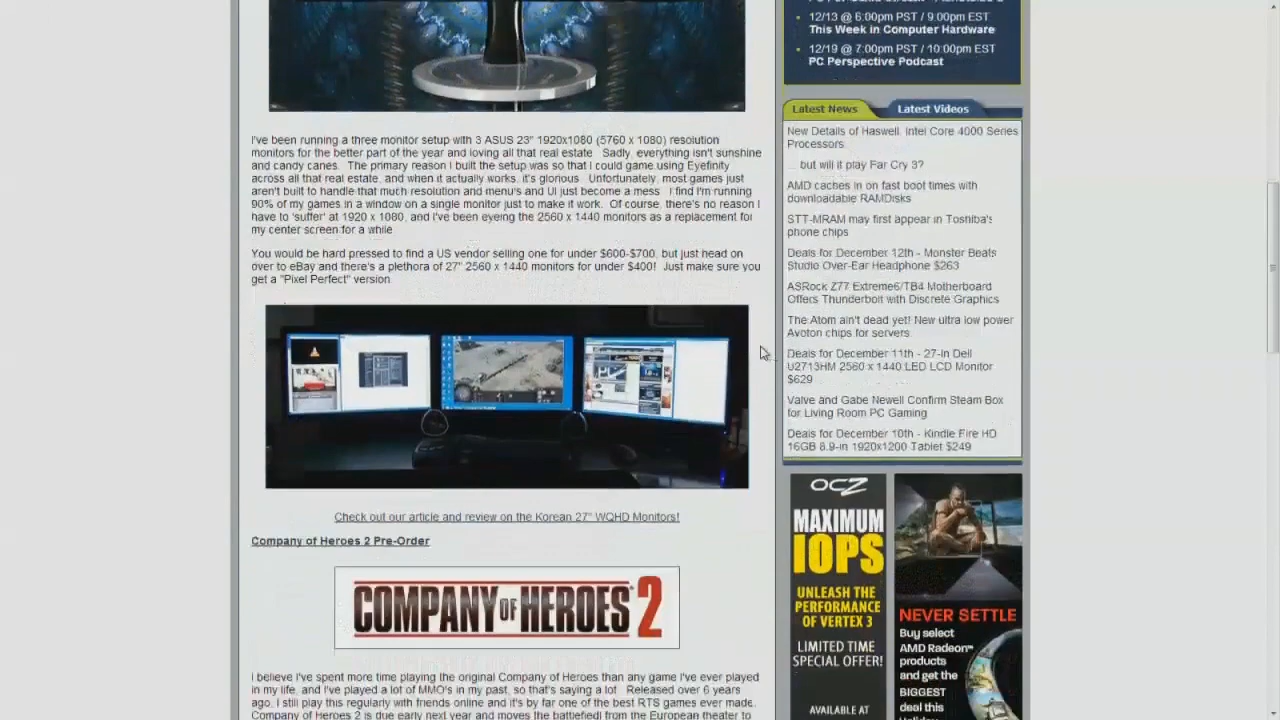 12/13 @ 6:00pm PST / 9:00pm EST
This Week in Computer Hardware
12/19 @ 7:00pm PST / 10:00pm EST
PC Perspective Podcast
I've been running a three monitor setup with 3 ASUS 23" 1920x1080 (5760 x 1080) resolution
monitors for the better part of the year and loving all that real estate  Sadly, everything isn't sunshine
and candy canes.  The primary reason I built the setup was so that I could game using Eyefinity
across all that real estate, and when it actually works, it's glorious  Unfortunately, most games just
aren't built to handle that much resolution and menu's and UI just become a mess  I find I'm running
90% of my games in a window on a single monitor just to make it work.  Of course, there's no reason I
have to 'suffer' at 1920 x 1080, and I've been eyeing the 2560 x 1440 monitors as a replacement for
my center screen for a while
You would be hard pressed to find a US vendor selling one for under $600-$700, but just head on
over to eBay and there's a plethora of 27" 2560 x 1440 monitors for under $400!  Just make sure you
get a "Pixel Perfect" version
Check out our article and review on the Korean 27" WQHD Monitors!
Company of Heroes 2 Pre-Order
COMPANY OF HEROES 2
I believe I've spent more time playing the original Company of Heroes than any game I've ever played
in my life, and I've played a lot of MMO's in my past, so that's saying a lot  Released over 6 years
ago, I still play this regularly with friends online and it's by far one of the best RTS games ever made.
Company of Heroes 2 is due early next year and moves the battlefield from the European theater to
Latest News
Latest Videos
New Details of Haswell, Intel Core 4000 Series
Processors
... but will it play Far Cry 3?
AMD caches in on fast boot times with
downloadable RAMDisks
STT-MRAM may first appear in Toshiba's
phone chips
Deals for December 12th - Monster Beats
Studio Over-Ear Headphone $263
ASRock Z77 Extreme6/TB4 Motherboard
Offers Thunderbolt with Discrete Graphics
The Atom ain't dead yet! New ultra low power
Avoton chips for servers.
Deals for December 11th - 27-in Dell
U2713HM 2560 x 1440 LED LCD Monitor
$629
Valve and Gabe Newell Confirm Steam Box
for Living Room PC Gaming
Deals for December 10th - Kindle Fire HD
16GB 8.9-in 1920x1200 Tablet $249
OCZ
MAXIMUM
IOPS
UNLEASH THE
PERFORMANCE
OF VERTEX 3
LIMITED TIME
SPECIAL OFFER!
AVAILABLE AT
NEVER SETTLE
Buy select
AMD Radeon™
products
and get the
BIGGEST
deal this